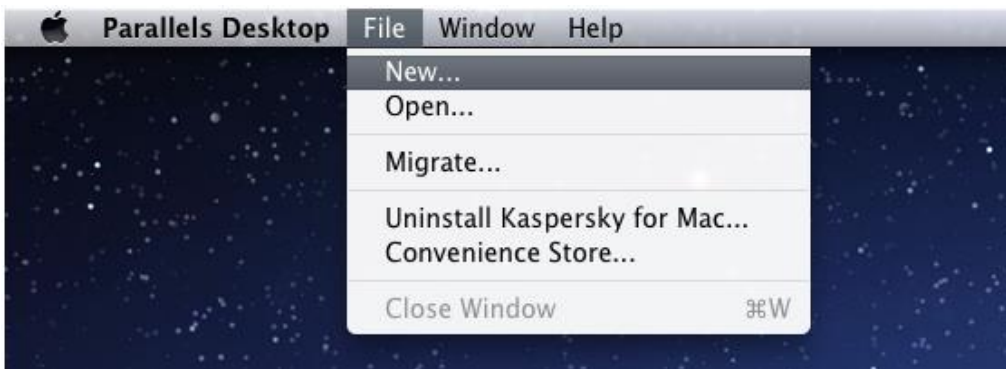 Parallels Desktop File Window Help
New...
Open...
Migrate...
Uninstall Kaspersky for Mac...
Convenience Store...
Close Window ⌘W